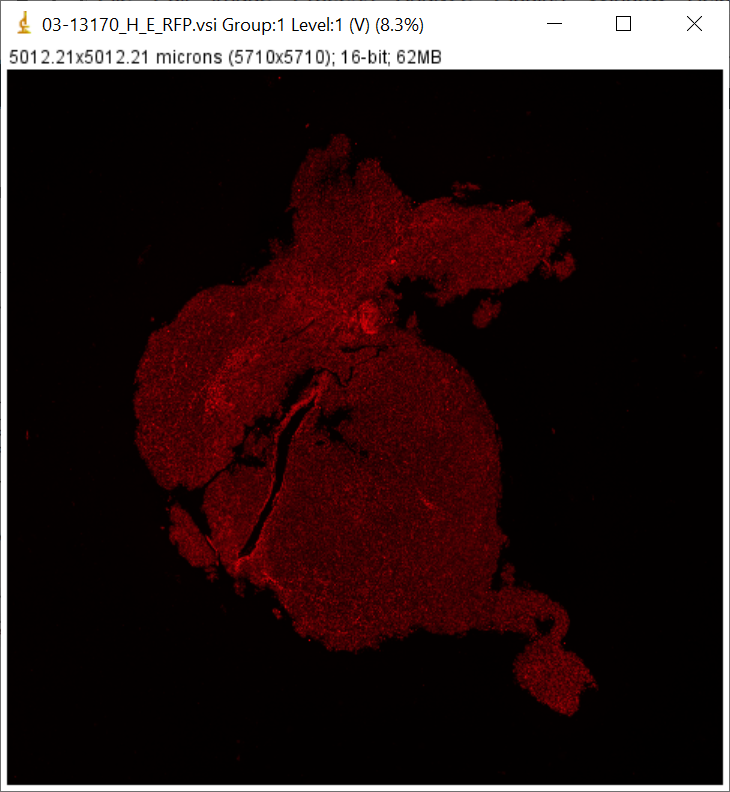 03-13170_H_E_RFP.vsi Group:1 Level:1 (V) (8.3%)
5012.21x5012.21 microns (5710x5710); 16-bit; 62MB